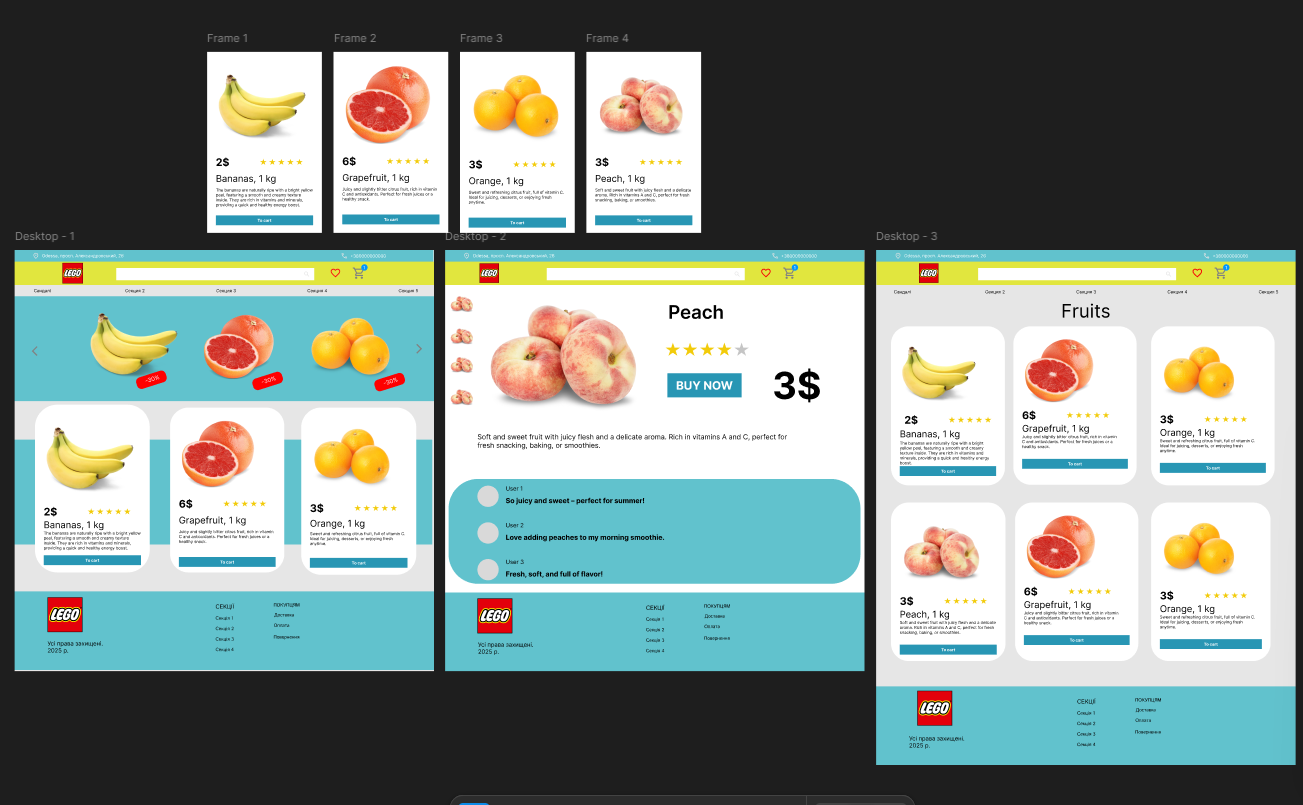 Frame 1
Frame 2
Frame 3
Frame 4
2$
Bananas, 1 kg
The bananas are naturally ripe with a bright yellow
peel, featuring a smooth and creamy texture
inside. They are rich in vitamins and minerals,
providing a quick and healthy energy boost.
To cart
6$
Grapefruit, 1 kg
Juicy and slightly bitter citrus fruit, rich in vitamin
C and antioxidants. Perfect for fresh juices or a
healthy snack.
To cart
3$
Orange, 1 kg
Sweet and refreshing citrus fruit, full of vitamin C.
Ideal for juicing, desserts, or enjoying fresh
anytime.
To cart
3$
Peach, 1 kg
Soft and sweet fruit with juicy flesh and a delicate
aroma. Rich in vitamins A and C, perfect for fresh
snacking, baking, or smoothies.
To cart
Desktop - 1
LEGO
Секція1
Секція 2
Секція 3
Секція 4
Секція 5
-30%
-30%
-30%
2$
Bananas, 1 kg
The bananas are naturally ripe with a bright yellow
peel, featuring a smooth and creamy texture
inside. They are rich in vitamins and minerals,
providing a quick and healthy energy boost.
To cart
6$
Grapefruit, 1 kg
Juicy and slightly bitter citrus fruit, rich in vitamin
C and antioxidants. Perfect for fresh juices or a
healthy snack.
To cart
3$
Orange, 1 kg
Sweet and refreshing citrus fruit, full of vitamin C.
Ideal for juicing, desserts, or enjoying fresh
anytime.
To cart
LEGO
Усі права захищені.
2025 р.
СЕКЦІЇ
Секція 1
Секція 2
Секція 3
Секція 4
ПОКУПЦЯМ
Доставка
Оплата
Повернення
Desktop - 2
LEGO
Peach
BUY NOW
3$
Soft and sweet fruit with juicy flesh and a delicate aroma. Rich in vitamins A and C, perfect for
fresh snacking, baking, or smoothies.
User 1
So juicy and sweet – perfect for summer!
User 2
Love adding peaches to my morning smoothie.
User 3
Fresh, soft, and full of flavor!
LEGO
Усі права захищені.
2025 р.
СЕКЦІЇ
Секція 1
Секція 2
Секція 3
Секція 4
ПОКУПЦЯМ
Доставка
Оплата
Повернення
Desktop - 3
LEGO
Секція1
Секція 2
Секція 3
Секція 4
Секція 5
Fruits
2$
Bananas, 1 kg
The bananas are naturally ripe with a bright
yellow peel, featuring a smooth and creamy
texture inside. They are rich in vitamins and
minerals, providing a quick and healthy energy
boost.
To cart
6$
Grapefruit, 1 kg
Juicy and slightly bitter citrus fruit, rich in vitamin
C and antioxidants. Perfect for fresh juices or a
healthy snack.
To cart
3$
Orange, 1 kg
Sweet and refreshing citrus fruit, full of vitamin C.
Ideal for juicing, desserts, or enjoying fresh
anytime.
To cart
3$
Peach, 1 kg
Soft and sweet fruit with juicy flesh and a delicate
aroma. Rich in vitamins A and C, perfect for fresh
snacking, baking, or smoothies.
To cart
6$
Grapefruit, 1 kg
Juicy and slightly bitter citrus fruit, rich in vitamin
C and antioxidants. Perfect for fresh juices or a
healthy snack.
To cart
3$
Orange, 1 kg
Sweet and refreshing citrus fruit, full of vitamin C.
Ideal for juicing, desserts, or enjoying fresh
anytime.
To cart
LEGO
Усі права захищені.
2025 р.
СЕКЦІЇ
Секція 1
Секція 2
Секція 3
Секція 4
ПОКУПЦЯМ
Доставка
Оплата
Повернення